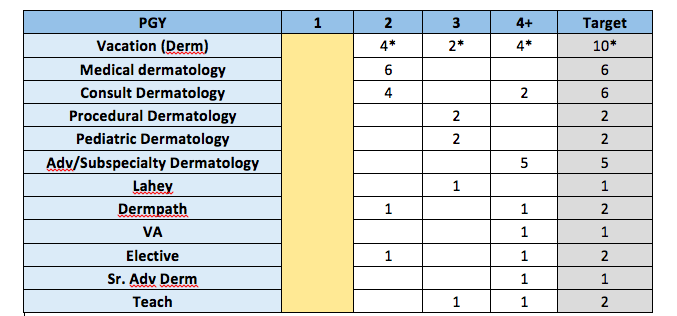 PGY 1 2 3 4+ Target
Vacation (Derm) 4* 2* 4* 10*
Medical dermatology 6 6
Consult Dermatology 4 2 6
Procedural Dermatology 2 2
Pediatric Dermatology 2 2
Adv/Subspecialty Dermatology 5 5
Lahey 1 1
Dermpath 1 1 2
VA 1 1
Elective 1 1 2
Sr. Adv Derm 1 1
Teach 1 1 2